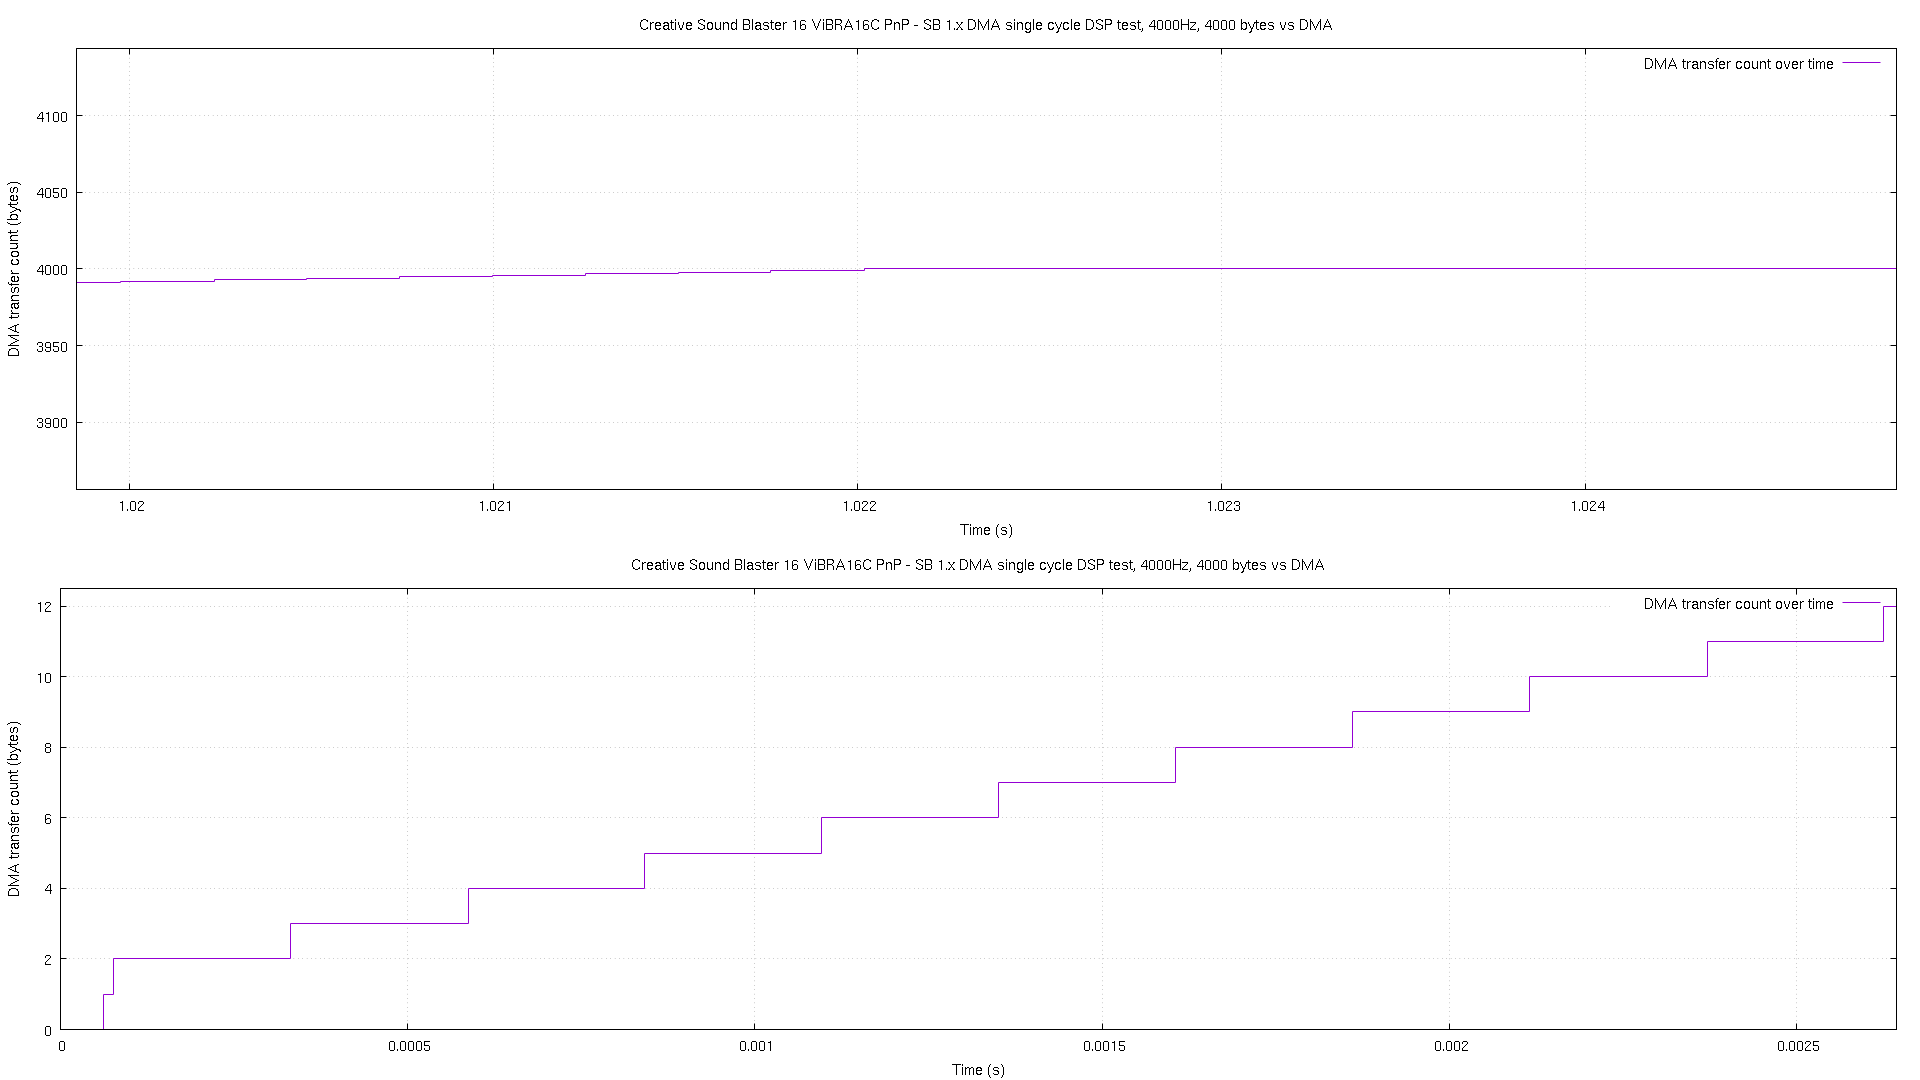 Creative Sound Blaster 16 ViBRA16C PnP - SB 1.x DMA single cycle DSP test, 4000Hz, 4000 bytes vs DMA
DMA transfer count over time
4100
4050
4000
3950
3900
DMA transfer count (bytes)
1.02 1.021 1.022 1.023 1.024
Time (s)
Creative Sound Blaster 16 ViBRA16C PnP - SB 1.x DMA single cycle DSP test, 4000Hz, 4000 bytes vs DMA
DMA transfer count over time
12
10
8
6
4
2
0
DMA transfer count (bytes)
0 0.0005 0.001 0.0015 0.002 0.0025
Time (s)